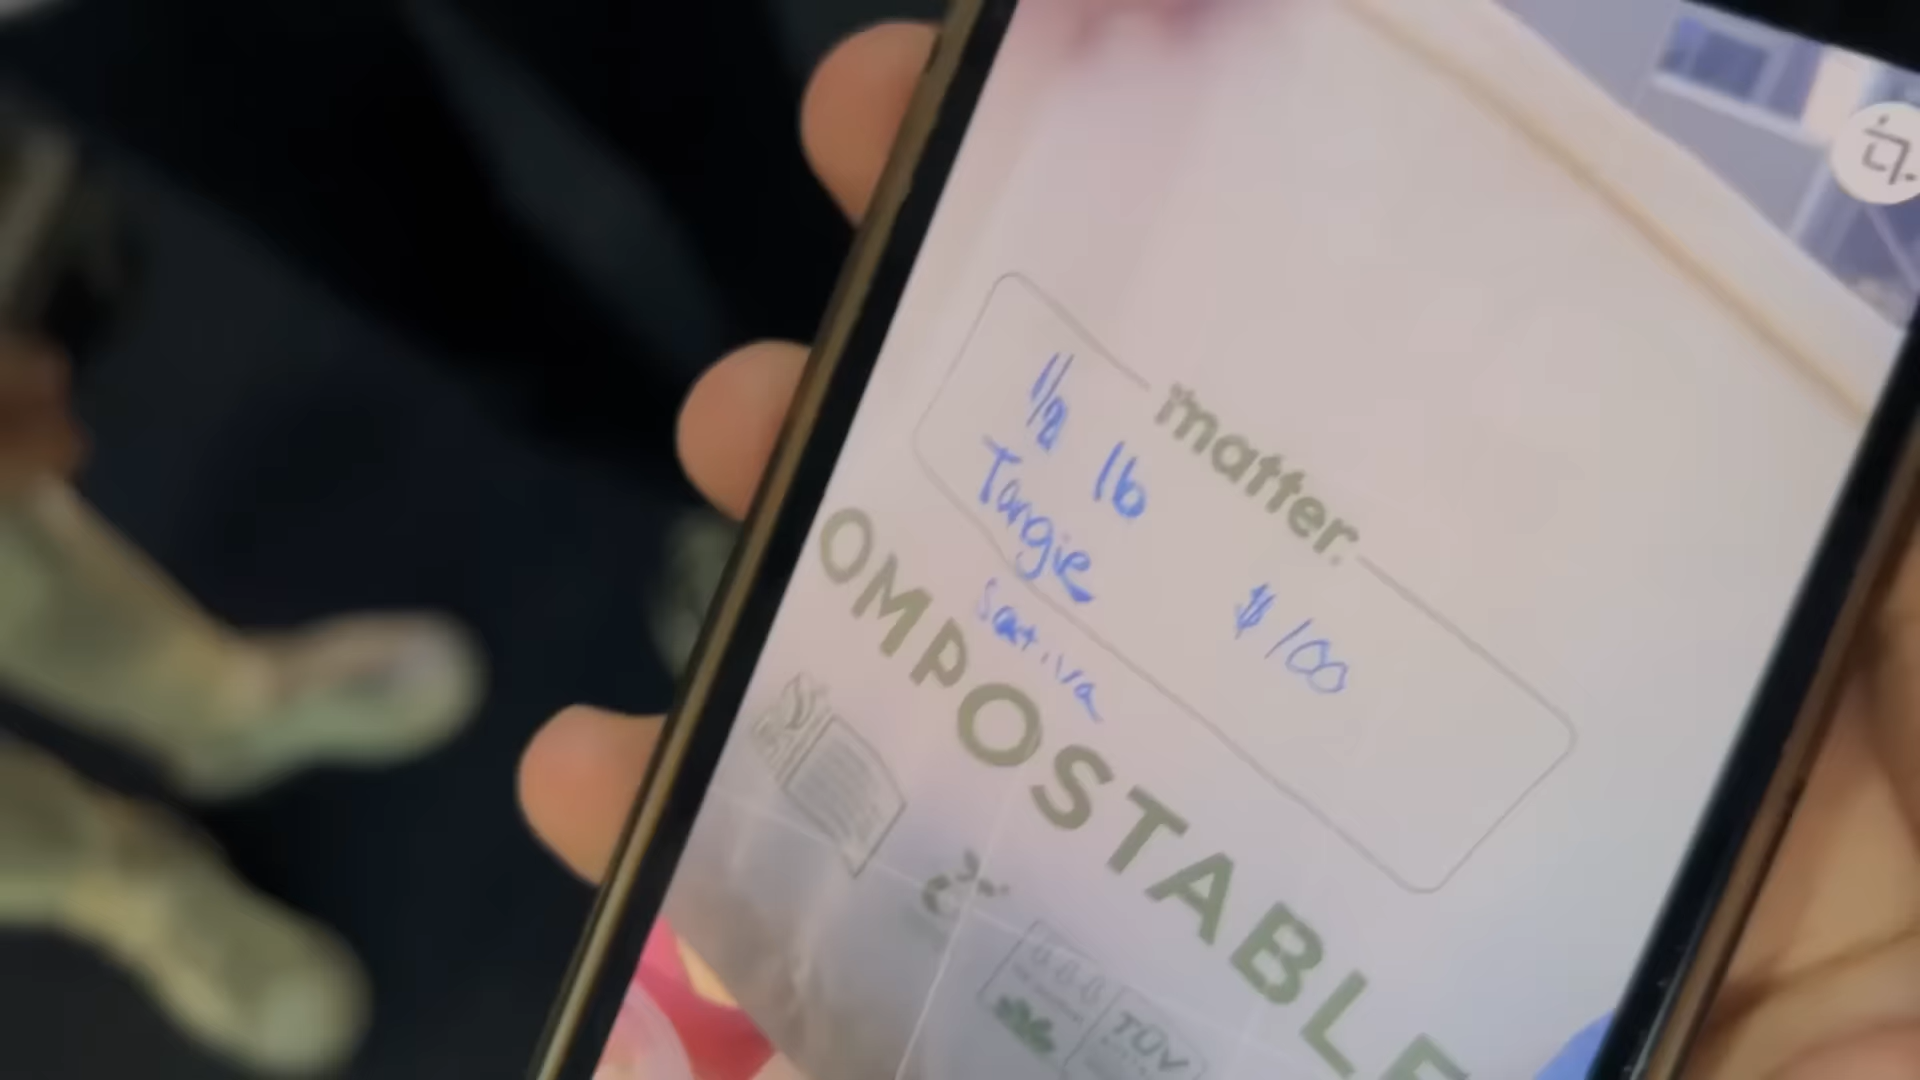 matter.
1/2 lb
Tangie
$100
Sativa
OMPOSTABLE
TÜV